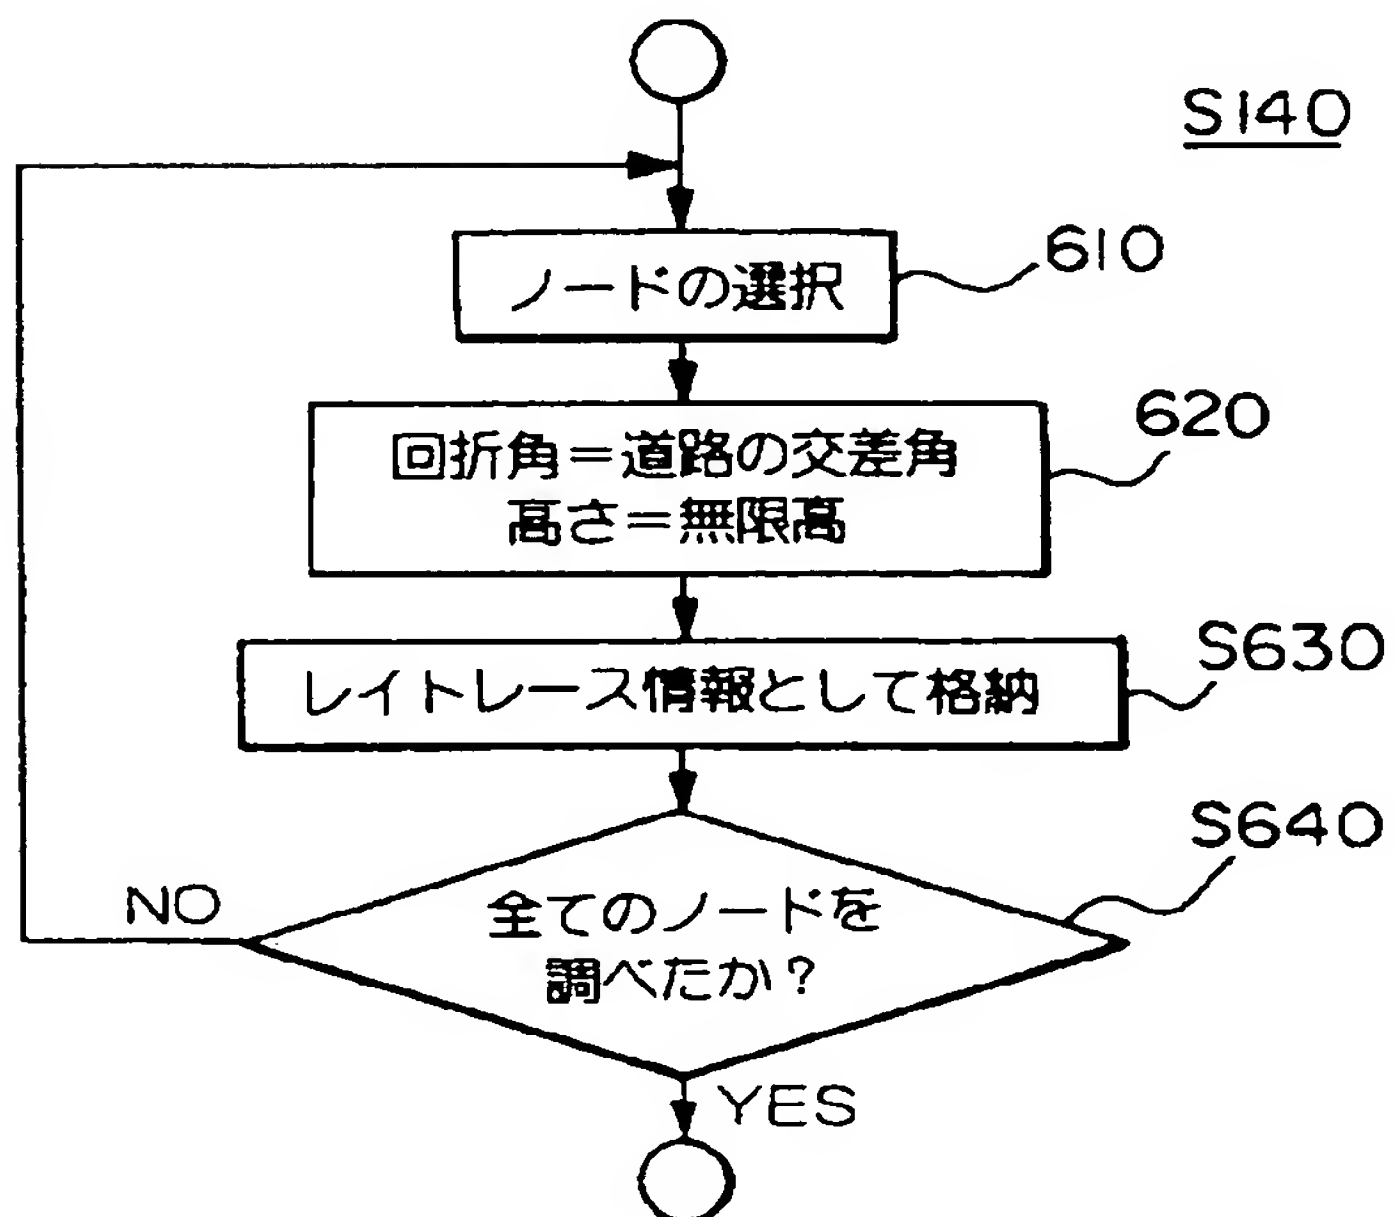 S140
ノードの選択
610
回折角=道路の交差角
高さ=無限高
620
レイトレース情報として格納
S630
全てのノードを
調べたか?
S640
NO
YES